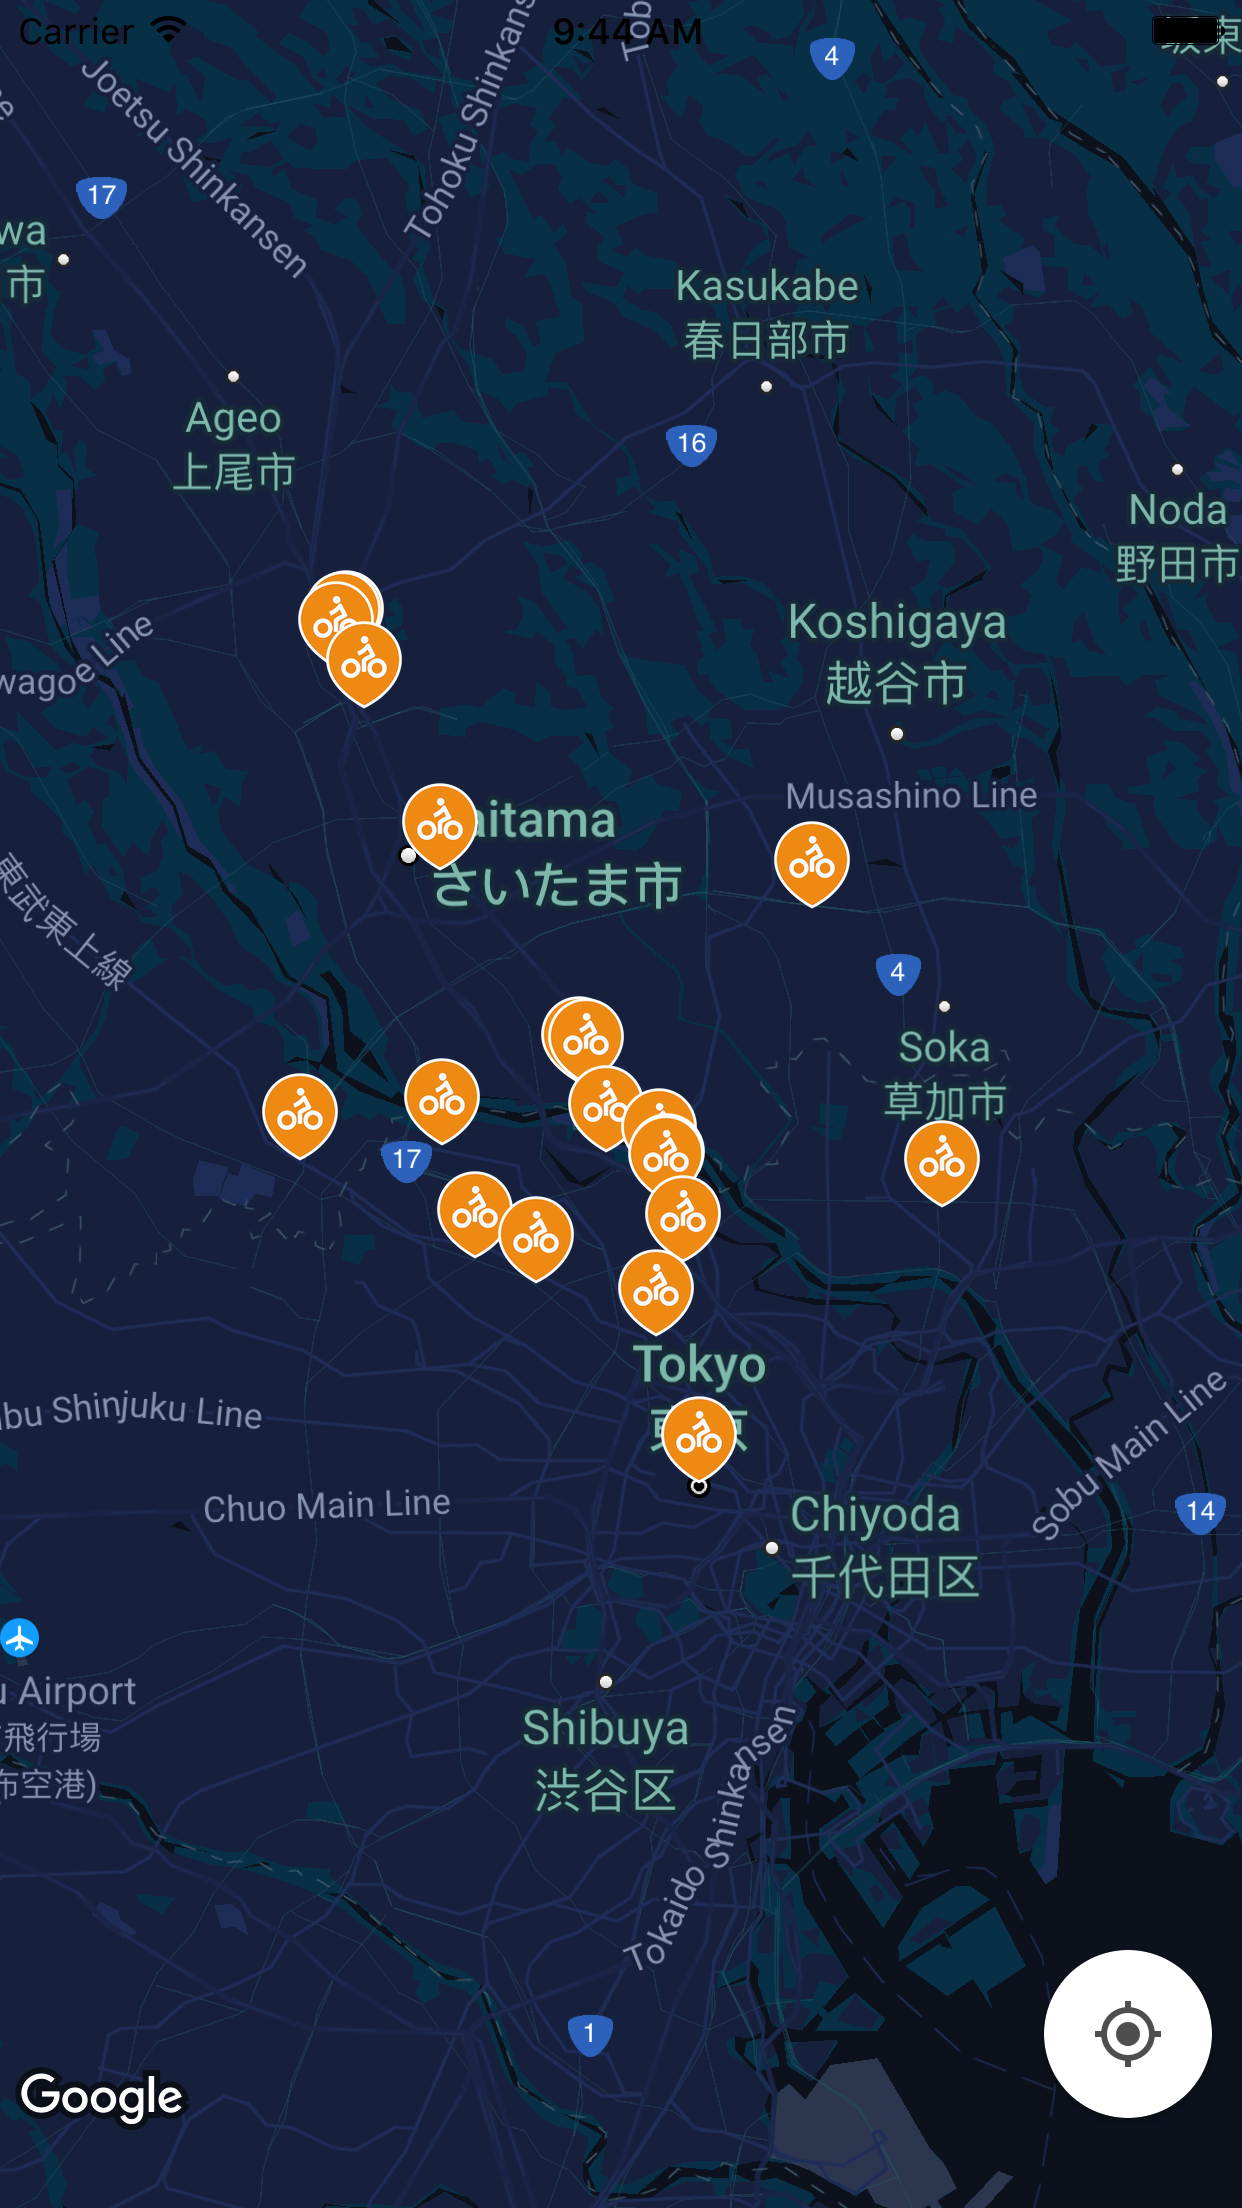 Carrier
9:44 AM
4
Joetsu Shinkansen
Tohoku Shinkans
Tob
17
wa
市
Kasukabe
春日部市
Ageo
上尾市
16
Noda
野田市
Koshigaya
越谷市
wagoe Line
Musashino Line
aitama
さいたま市
東武東上線
4
Soka
草加市
17
Tokyo
bu Shinjuku Line
Sobu Main Line
Chuo Main Line
Chiyoda
千代田区
14
u Airport
飛行場
布空港)
Shibuya
渋谷区
Tokaido Shinkansen
1
Google